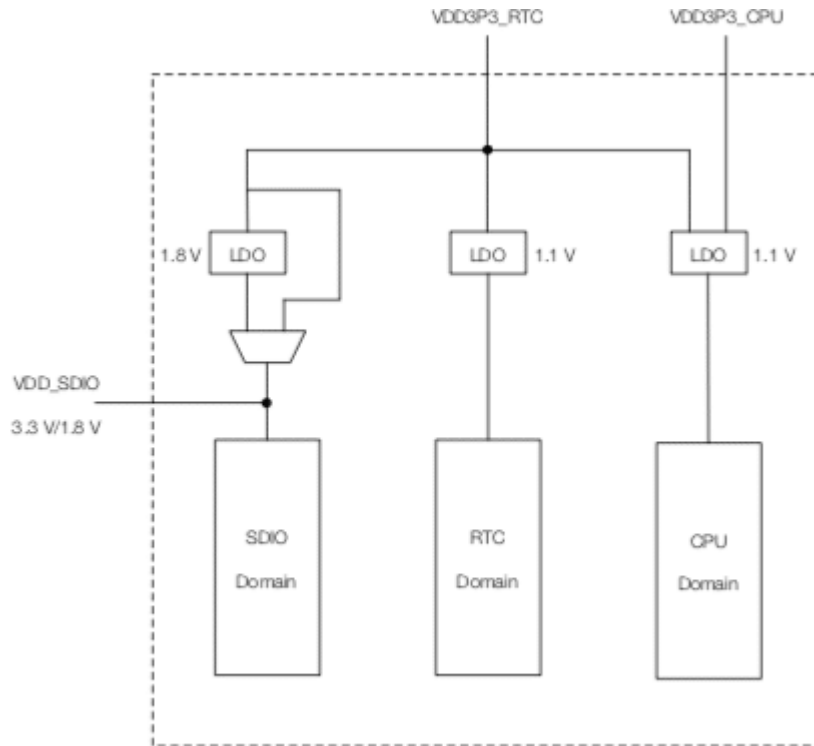 VDD3P3_RTC
VDD3P3_CPU
1.8 V
LDO
LDO
1.1 V
LDO
1.1 V
VDD_SDIO
3.3 V/1.8 V
SDIO
Domain
RTC
Domain
CPU
Domain